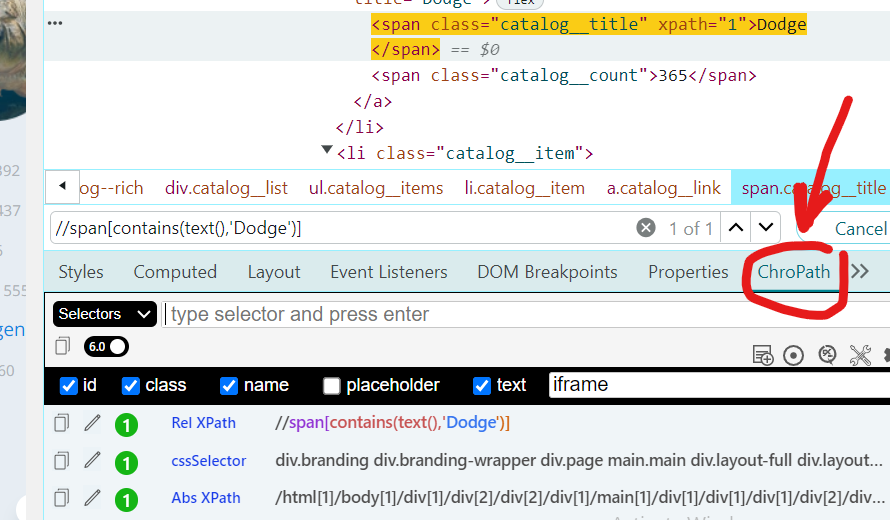 title="Dodge"> flex
••• <span class="catalog__title" xpath="1">Dodge
</span> == $0
<span class="catalog__count">365</span>
</a>
</li>
<li class="catalog__item">
392
og--rich div.catalog__list ul.catalog__items li.catalog__item a.catalog__link span.catalog__title
437
//span[contains(text(),'Dodge')] 1 of 1 Cancel
Styles Computed Layout Event Listeners DOM Breakpoints Properties ChroPath
555
Selectors type selector and press enter
gen
6.0
60
id class name placeholder text iframe
1 Rel XPath //span[contains(text(),'Dodge')]
1 cssSelector div.branding div.branding-wrapper div.page main.main div.layout-full div.layout...
1 Abs XPath /html[1]/body[1]/div[1]/div[2]/div[2]/div[1]/main[1]/div[1]/div[1]/div[1]/div[2]/div...